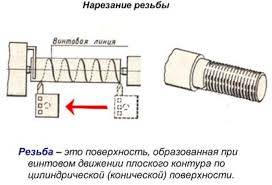 Нарезание резьбы
Винтовая линия
Резьба – это поверхность, образованная при
винтовом движении плоского контура по
цилиндрической (конической) поверхности.